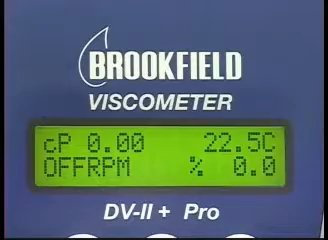 BROOKFIELD
VISCOMETER
cP 0.00 22.5C
OFFRPM % 0.0
DV-II + Pro